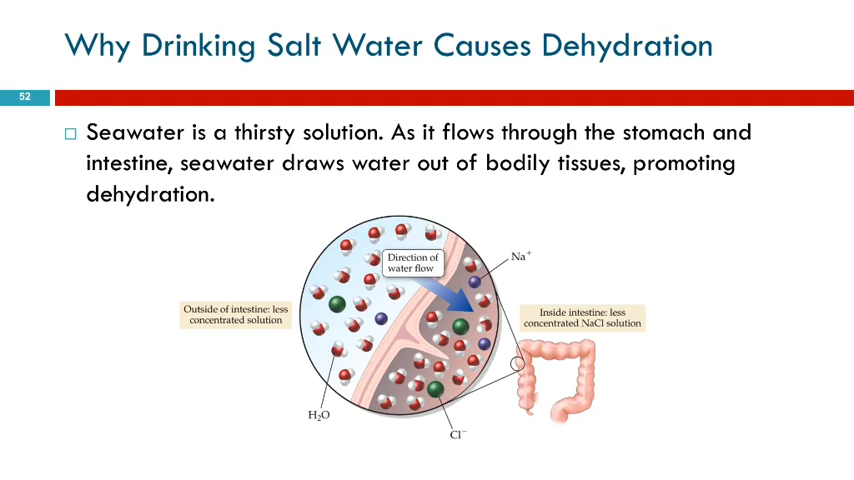 Why Drinking Salt Water Causes Dehydration
52
Seawater is a thirsty solution. As it flows through the stomach and
intestine, seawater draws water out of bodily tissues, promoting
dehydration.
Direction of
water flow
Na⁺
Outside of intestine: less
concentrated solution
Inside intestine: less
concentrated NaCl solution
H₂O
Cl⁻